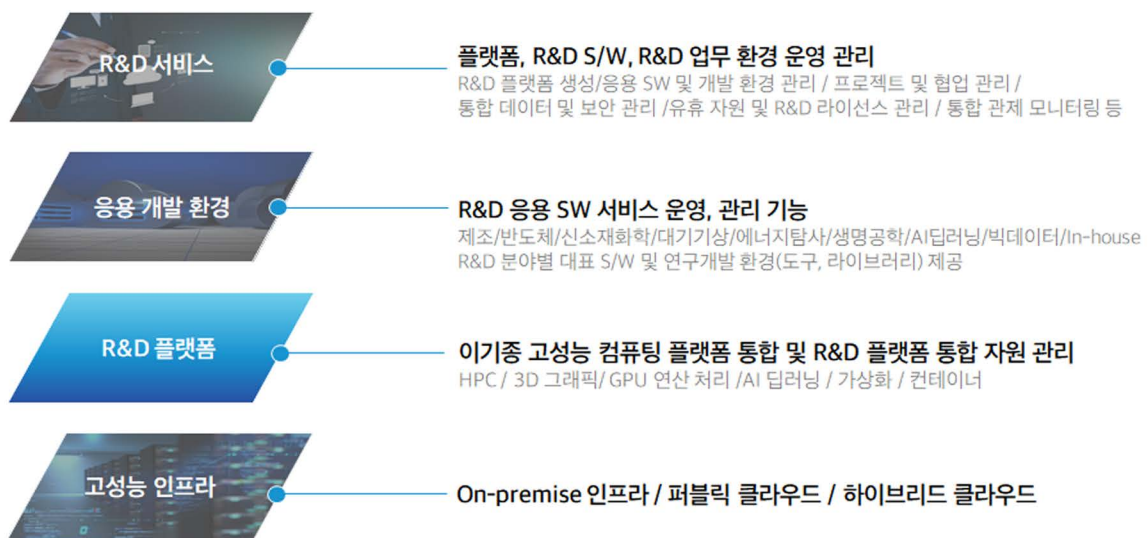 R&D 서비스
플랫폼, R&D S/W, R&D 업무 환경 운영 관리
R&D 플랫폼 생성/응용 SW 및 개발 환경 관리 / 프로젝트 및 협업 관리 /
통합 데이터 및 보안 관리 /유휴 자원 및 R&D 라이선스 관리 / 통합 관제 모니터링 등
응용 개발 환경
R&D 응용 SW 서비스 운영, 관리 기능
제조/반도체/신소재화학/대기기상/에너지탐사/생명공학/AI딥러닝/빅데이터/In-house
R&D 분야별 대표 S/W 및 연구개발 환경(도구, 라이브러리) 제공
R&D 플랫폼
이기종 고성능 컴퓨팅 플랫폼 통합 및 R&D 플랫폼 통합 자원 관리
HPC / 3D 그래픽/ GPU 연산 처리 /AI 딥러닝 / 가상화 / 컨테이너
고성능 인프라
On-premise 인프라 / 퍼블릭 클라우드 / 하이브리드 클라우드